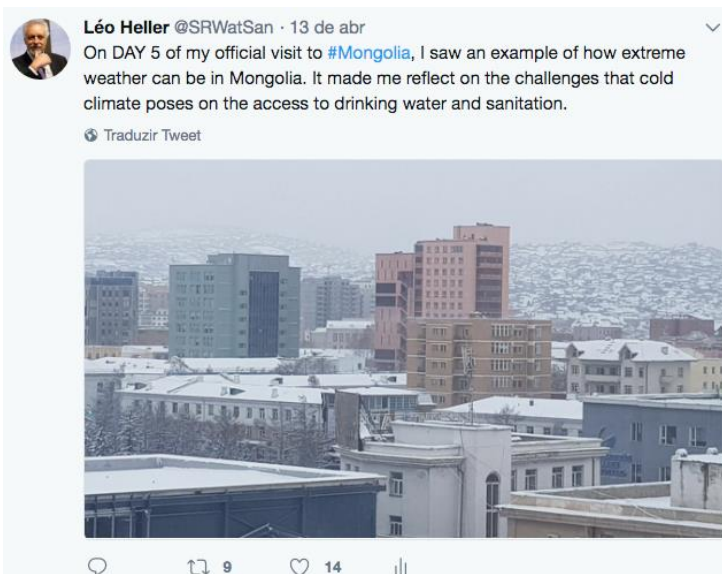 Léo Heller @SRWatSan · 13 de abr
On DAY 5 of my official visit to #Mongolia, I saw an example of how extreme
weather can be in Mongolia. It made me reflect on the challenges that cold
climate poses on the access to drinking water and sanitation.
Traduzir Tweet
9 14